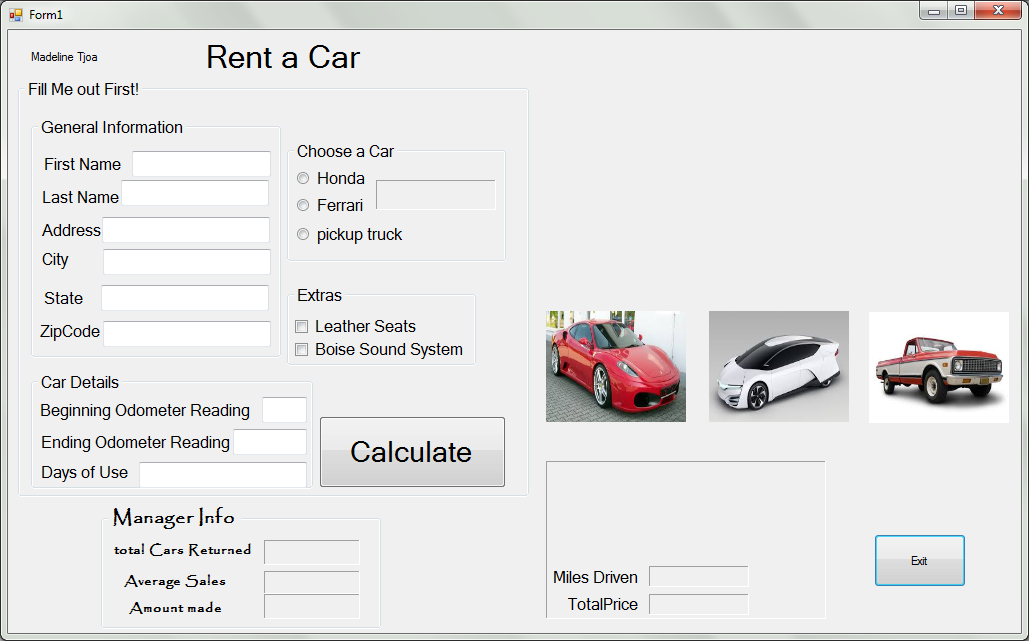 Form1
Madeline Tjoa
Rent a Car
Fill Me out First!
General Information
First Name
Last Name
Address
City
State
ZipCode
Choose a Car
Honda
Ferrari
pickup truck
Extras
Leather Seats
Boise Sound System
Car Details
Beginning Odometer Reading
Ending Odometer Reading
Days of Use
Calculate
Manager Info
total Cars Returned
Average Sales
Amount made
Miles Driven
TotalPrice
Exit